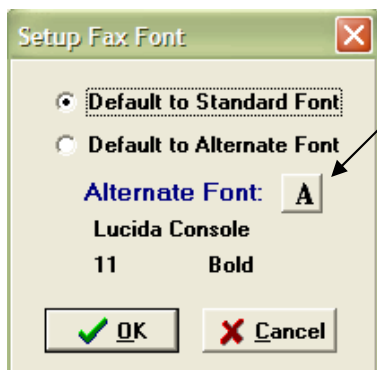 Setup Fax Font
Default to Standard Font
Default to Alternate Font
Alternate Font: A
Lucida Console
11 Bold
OK Cancel